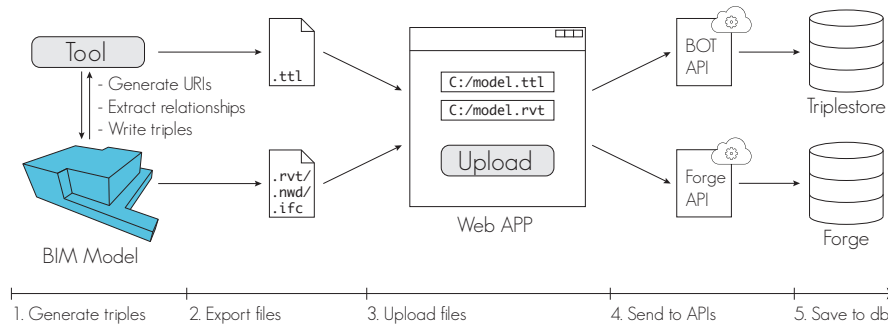 Tool
- Generate URIs
- Extract relationships
- Write triples
BIM Model
.ttl
.rvt/
.nwd/
.ifc
C:/model.ttl
C:/model.rvt
Upload
Web APP
BOT
API
Forge
API
Triplestore
Forge
1. Generate triples
2. Export files
3. Upload files
4. Send to APIs
5. Save to db